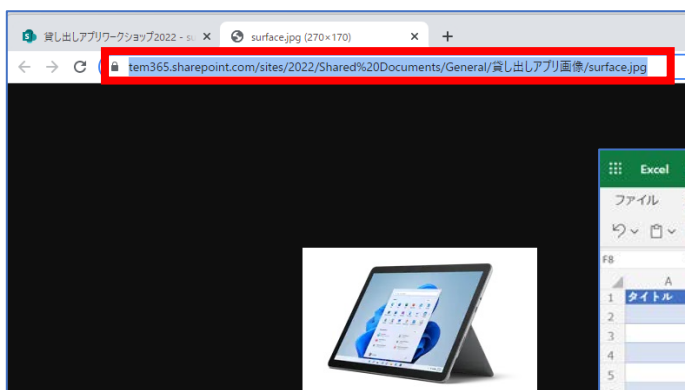 貸し出しアプリワークショップ2022 - su
surface.jpg (270×170)
tem365.sharepoint.com/sites/2022/Shared%20Documents/General/貸し出しアプリ画像/surface.jpg
Excel
ファイル
F8
A
1 タイトル
2
3
4
5